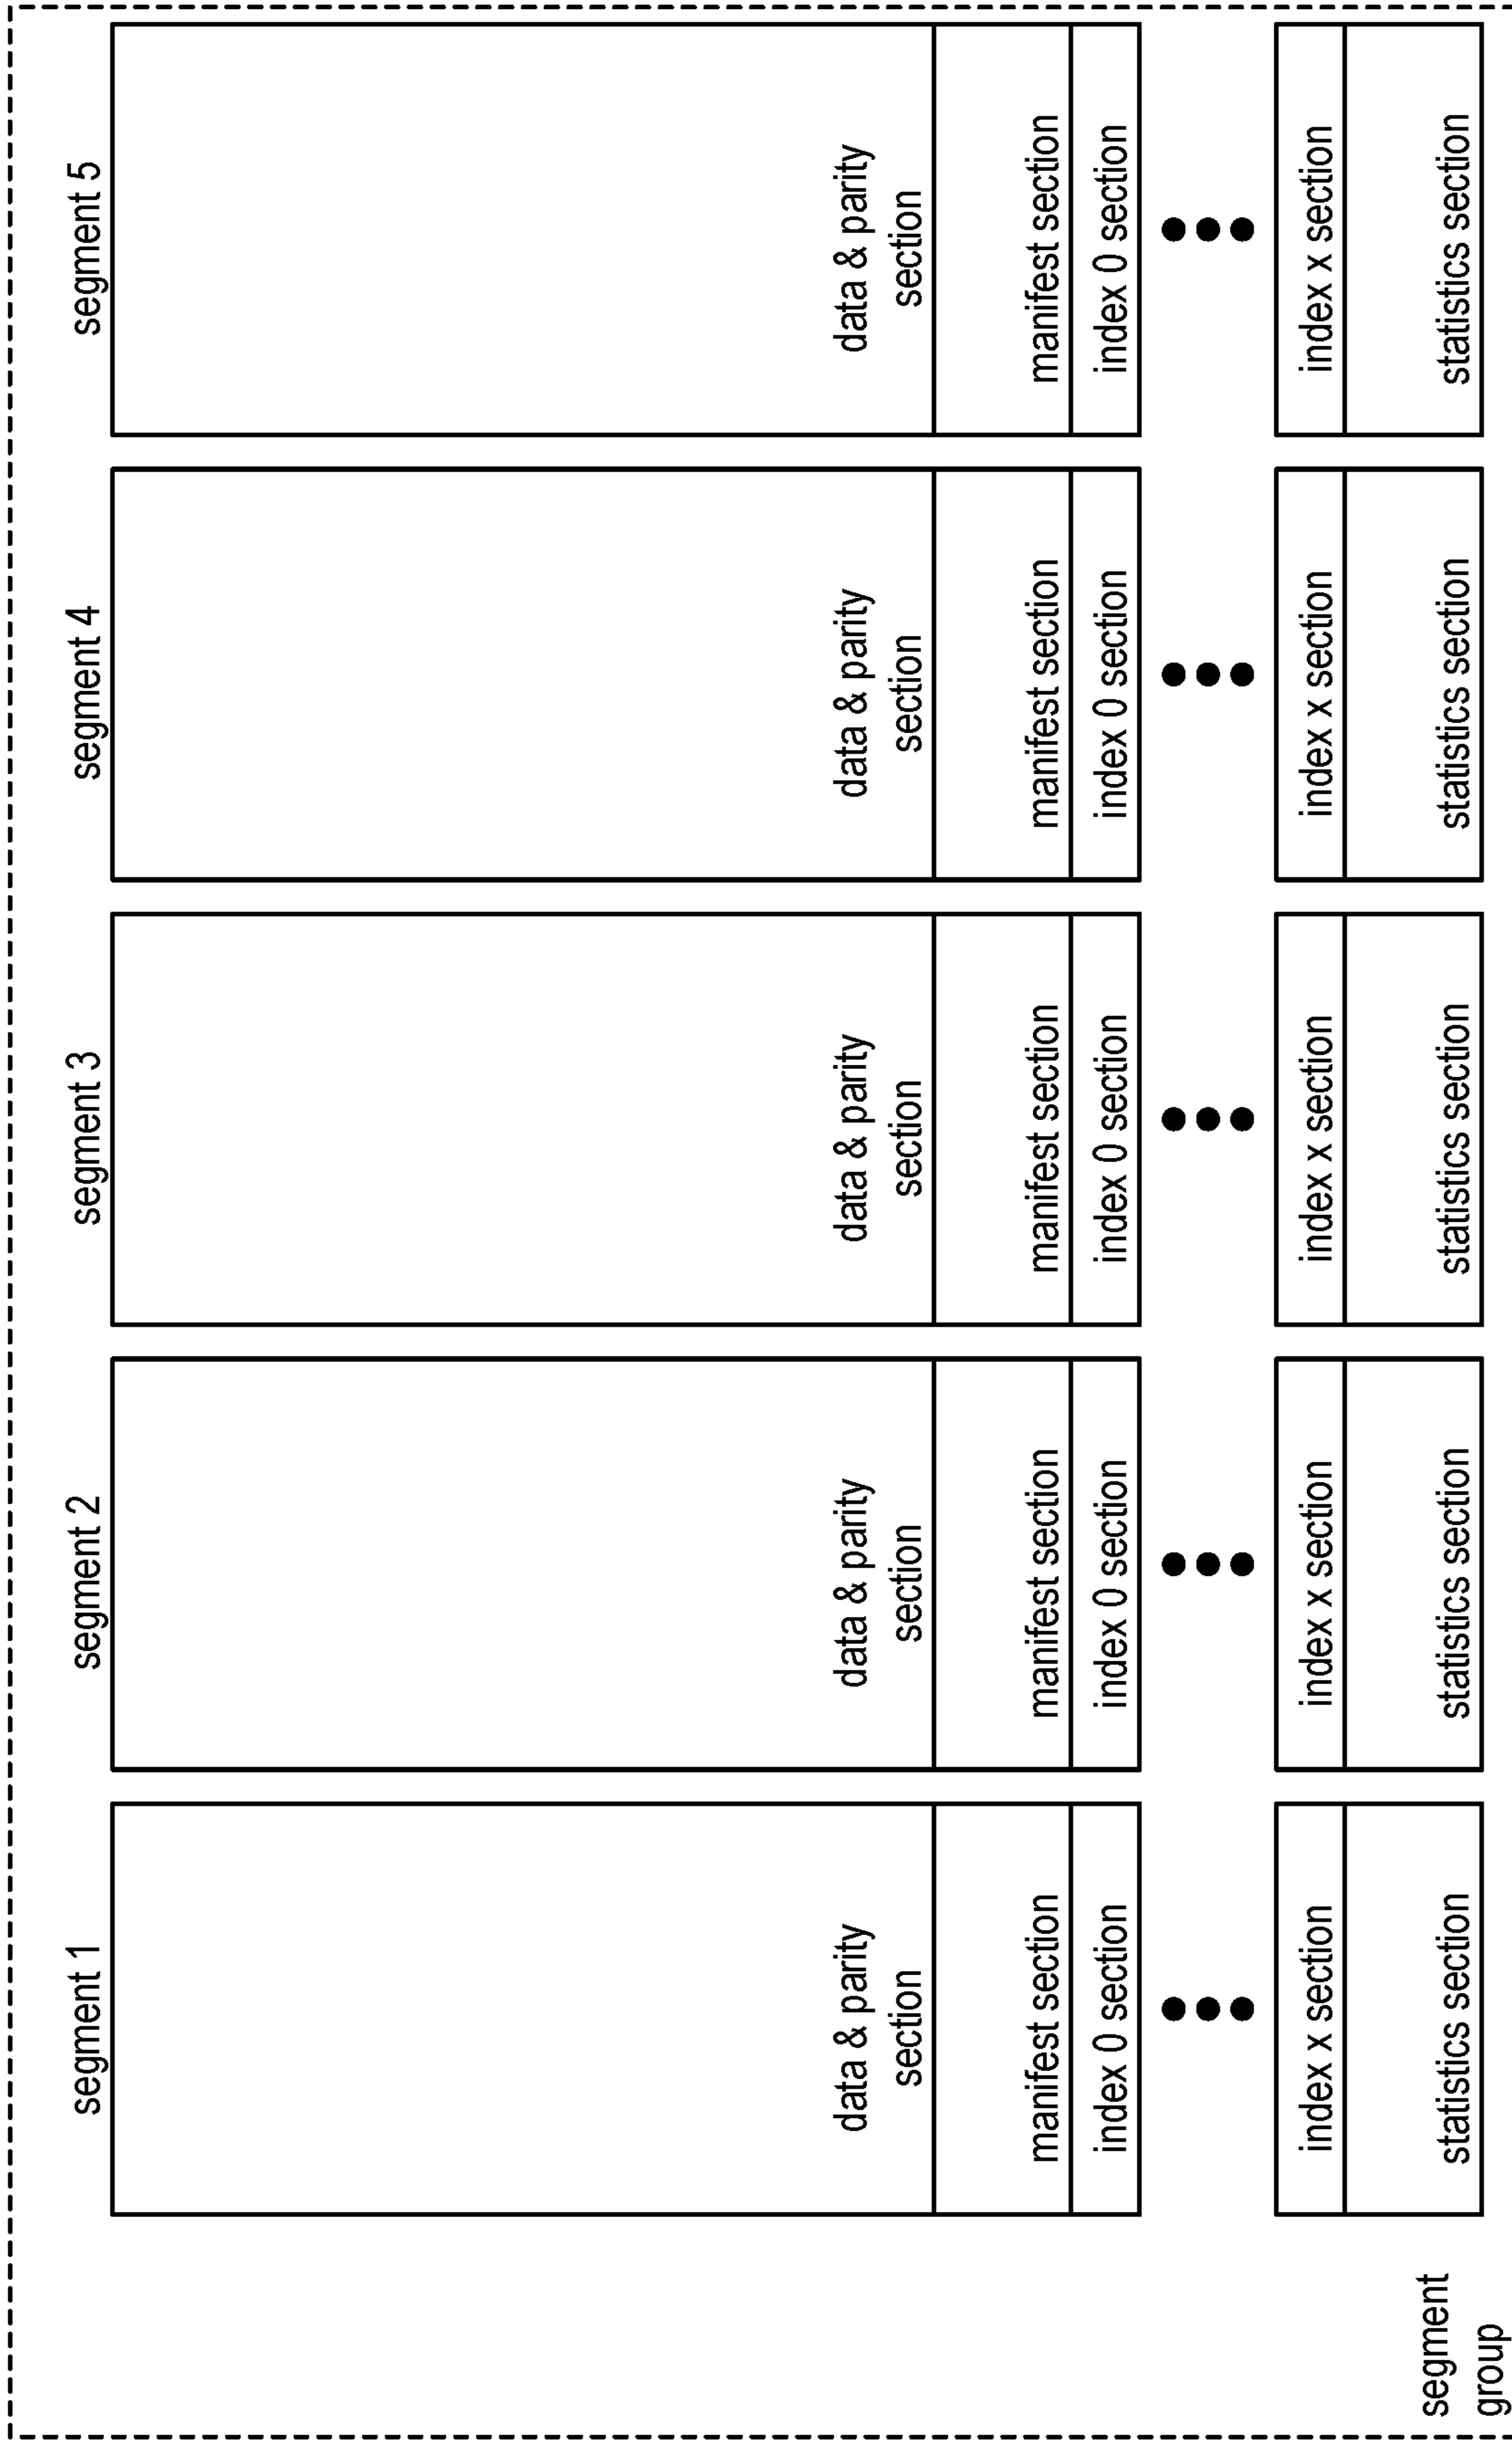 segment 1
data & parity
section
manifest section
index 0 section
index x section
statistics section
segment 2
data & parity
section
manifest section
index 0 section
index x section
statistics section
segment 3
data & parity
section
manifest section
index 0 section
index x section
statistics section
segment 4
data & parity
section
manifest section
index 0 section
index x section
statistics section
segment 5
data & parity
section
manifest section
index 0 section
index x section
statistics section
segment
group